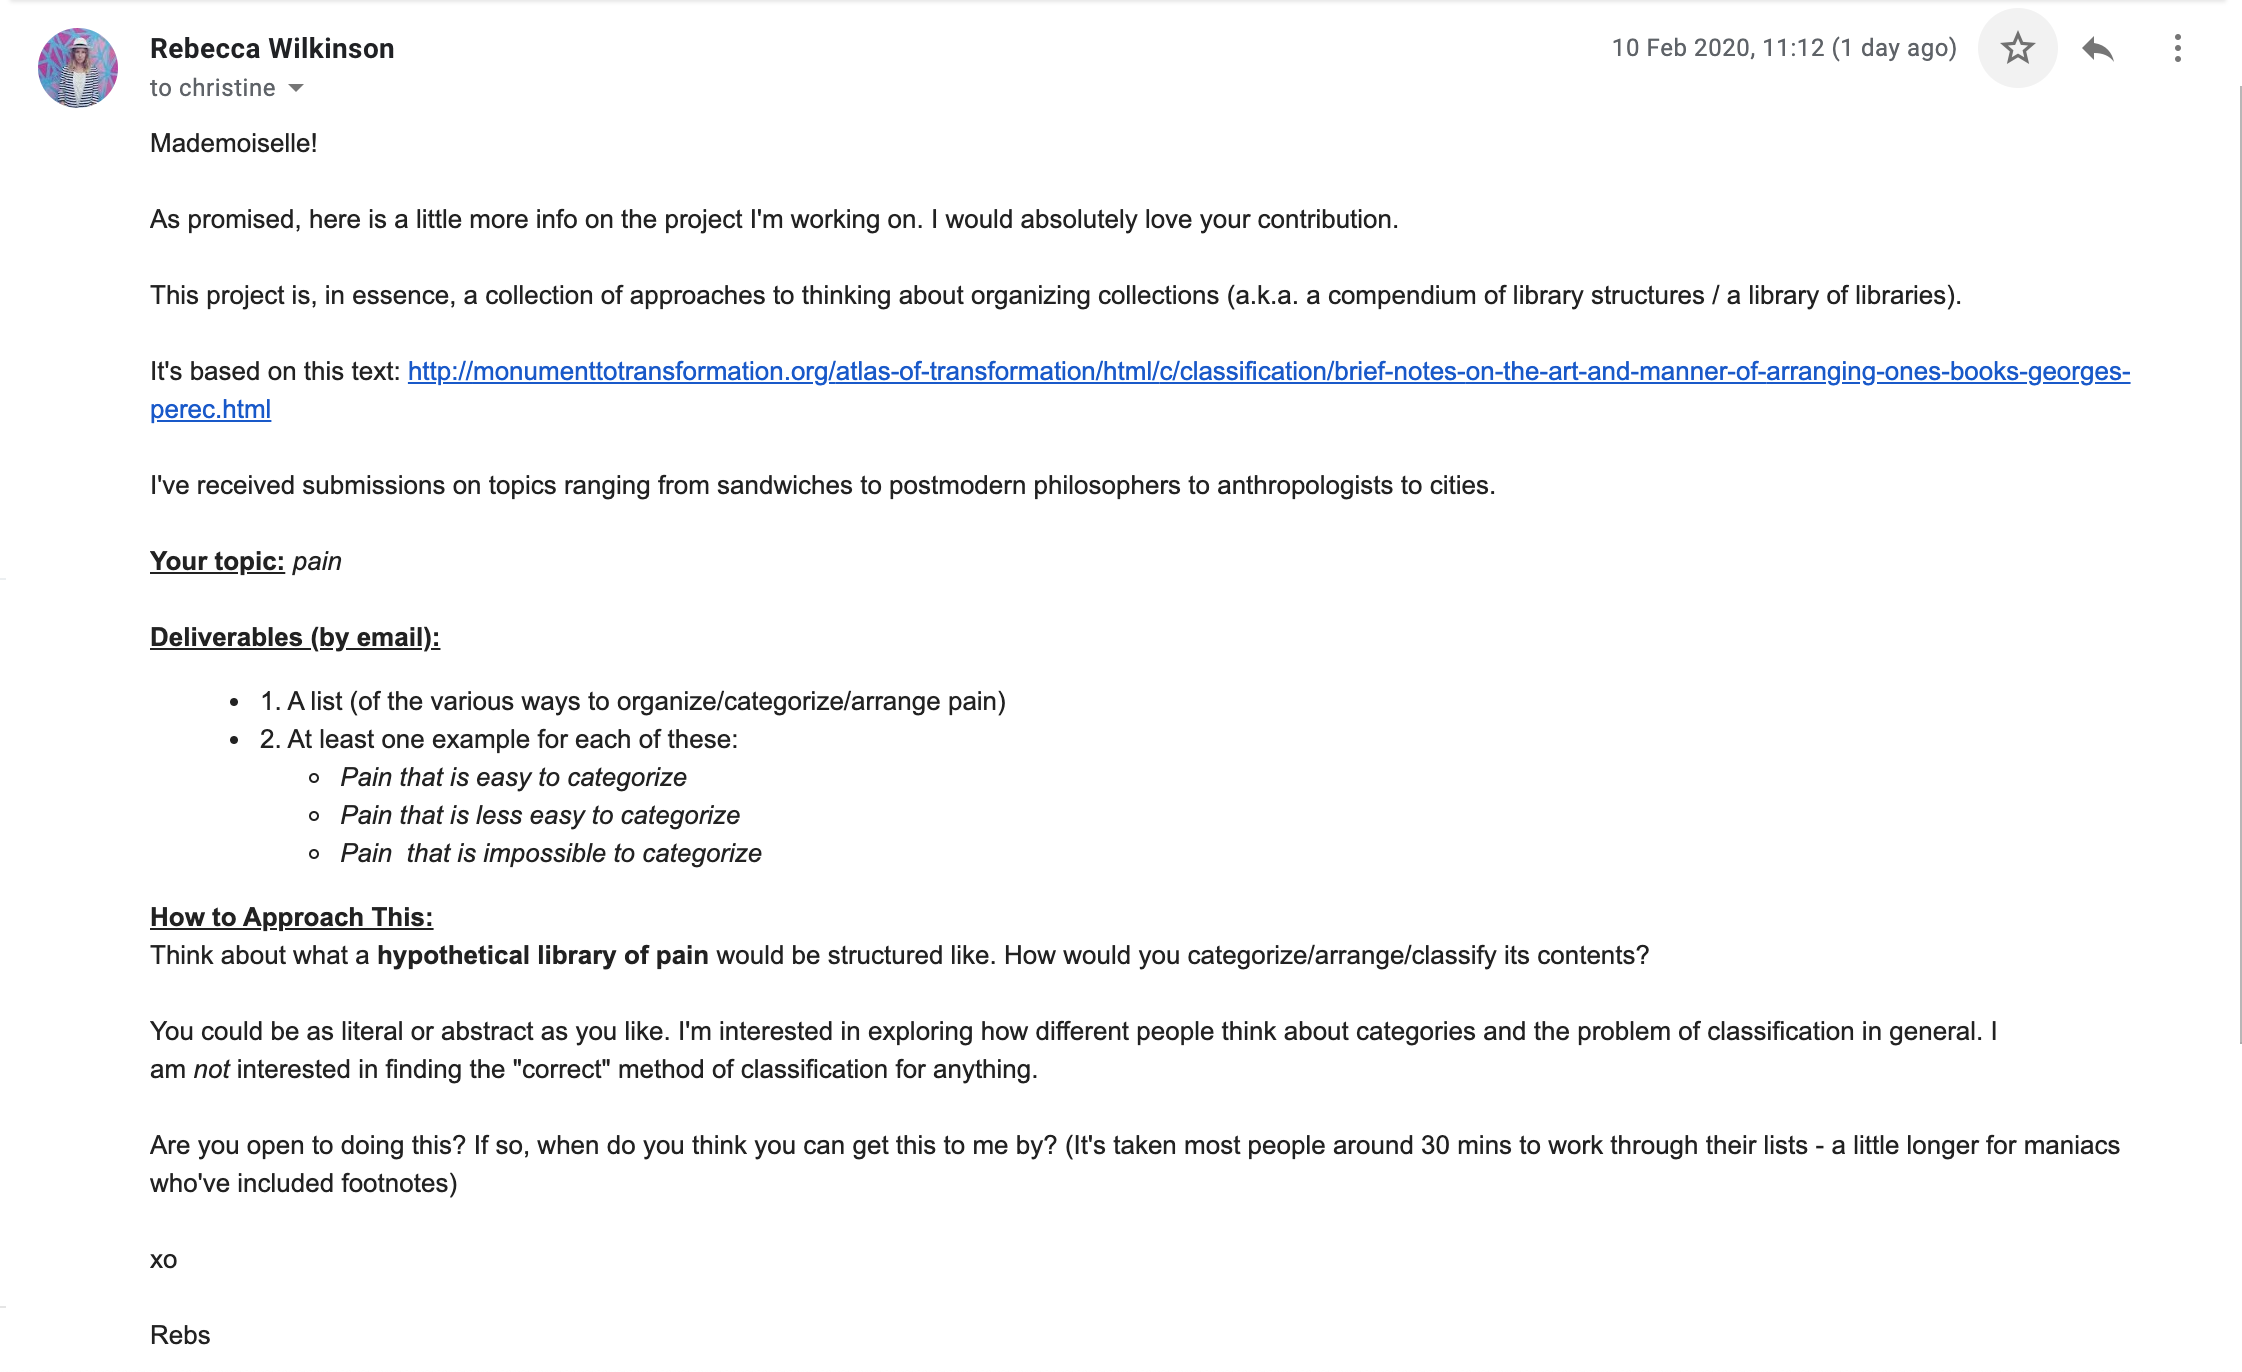 Rebecca Wilkinson
10 Feb 2020, 11:12 (1 day ago)
to christine
Mademoiselle!
As promised, here is a little more info on the project I'm working on. I would absolutely love your contribution.
This project is, in essence, a collection of approaches to thinking about organizing collections (a.k.a. a compendium of library structures / a library of libraries).
It's based on this text: http://monumenttotransformation.org/atlas-of-transformation/html/c/classification/brief-notes-on-the-art-and-manner-of-arranging-ones-books-georges-
perec.html
I've received submissions on topics ranging from sandwiches to postmodern philosophers to anthropologists to cities.
Your topic: pain
Deliverables (by email):
• 1. A list (of the various ways to organize/categorize/arrange pain)
• 2. At least one example for each of these:
◦ Pain that is easy to categorize
◦ Pain that is less easy to categorize
◦ Pain  that is impossible to categorize
How to Approach This:
Think about what a hypothetical library of pain would be structured like. How would you categorize/arrange/classify its contents?
You could be as literal or abstract as you like. I'm interested in exploring how different people think about categories and the problem of classification in general. I
am not interested in finding the "correct" method of classification for anything.
Are you open to doing this? If so, when do you think you can get this to me by? (It's taken most people around 30 mins to work through their lists - a little longer for maniacs
who've included footnotes)
xo
Rebs